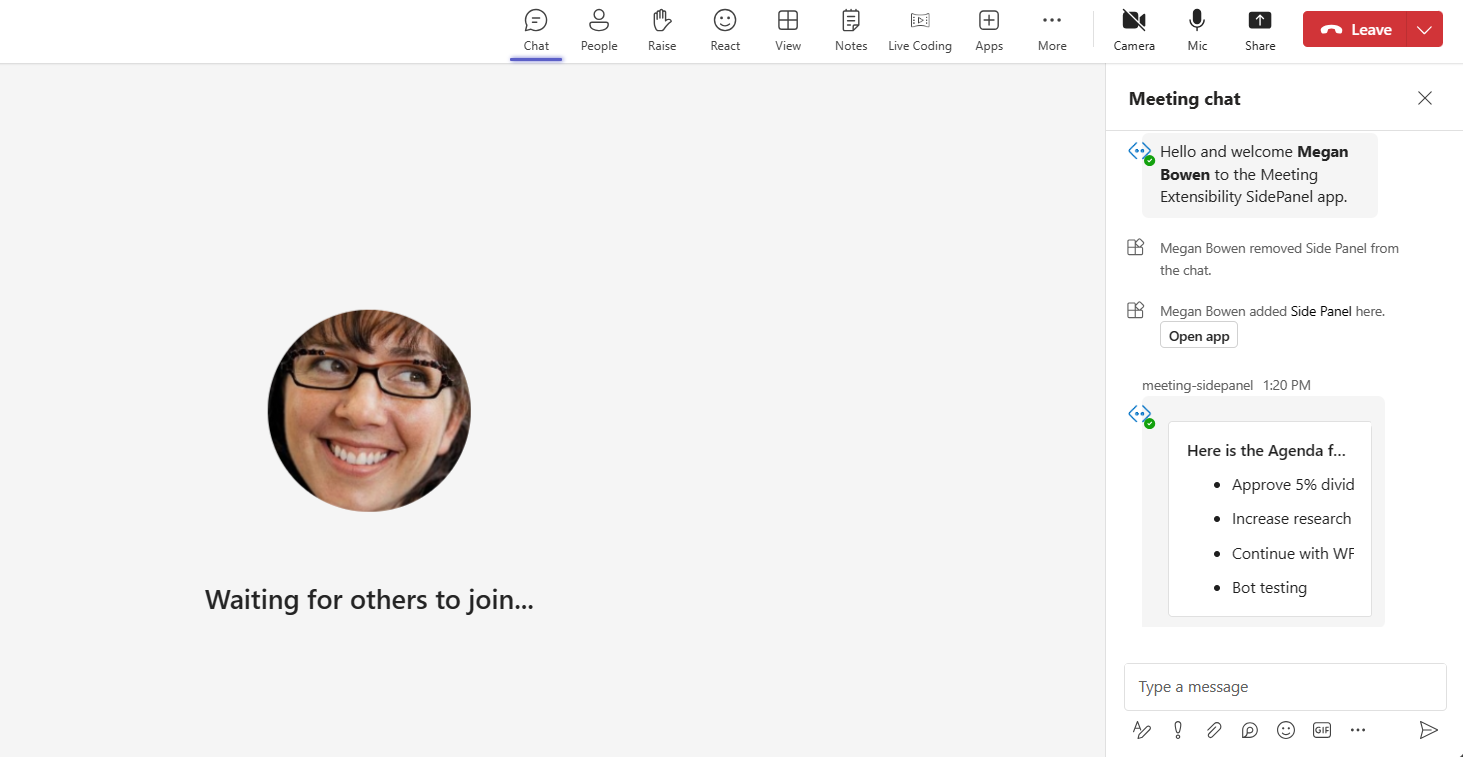 Chat
People
Raise
React
View
Notes
Live Coding
Apps
More
Camera
Mic
Share
Leave
Meeting chat
Hello and welcome Megan
Bowen to the Meeting
Extensibility SidePanel app.
Megan Bowen removed Side Panel from
the chat.
Megan Bowen added Side Panel here.
Open app
meeting-sidepanel 1:20 PM
Here is the Agenda f...
Approve 5% divid
Increase research
Continue with WF
Bot testing
Waiting for others to join...
Type a message
GIF